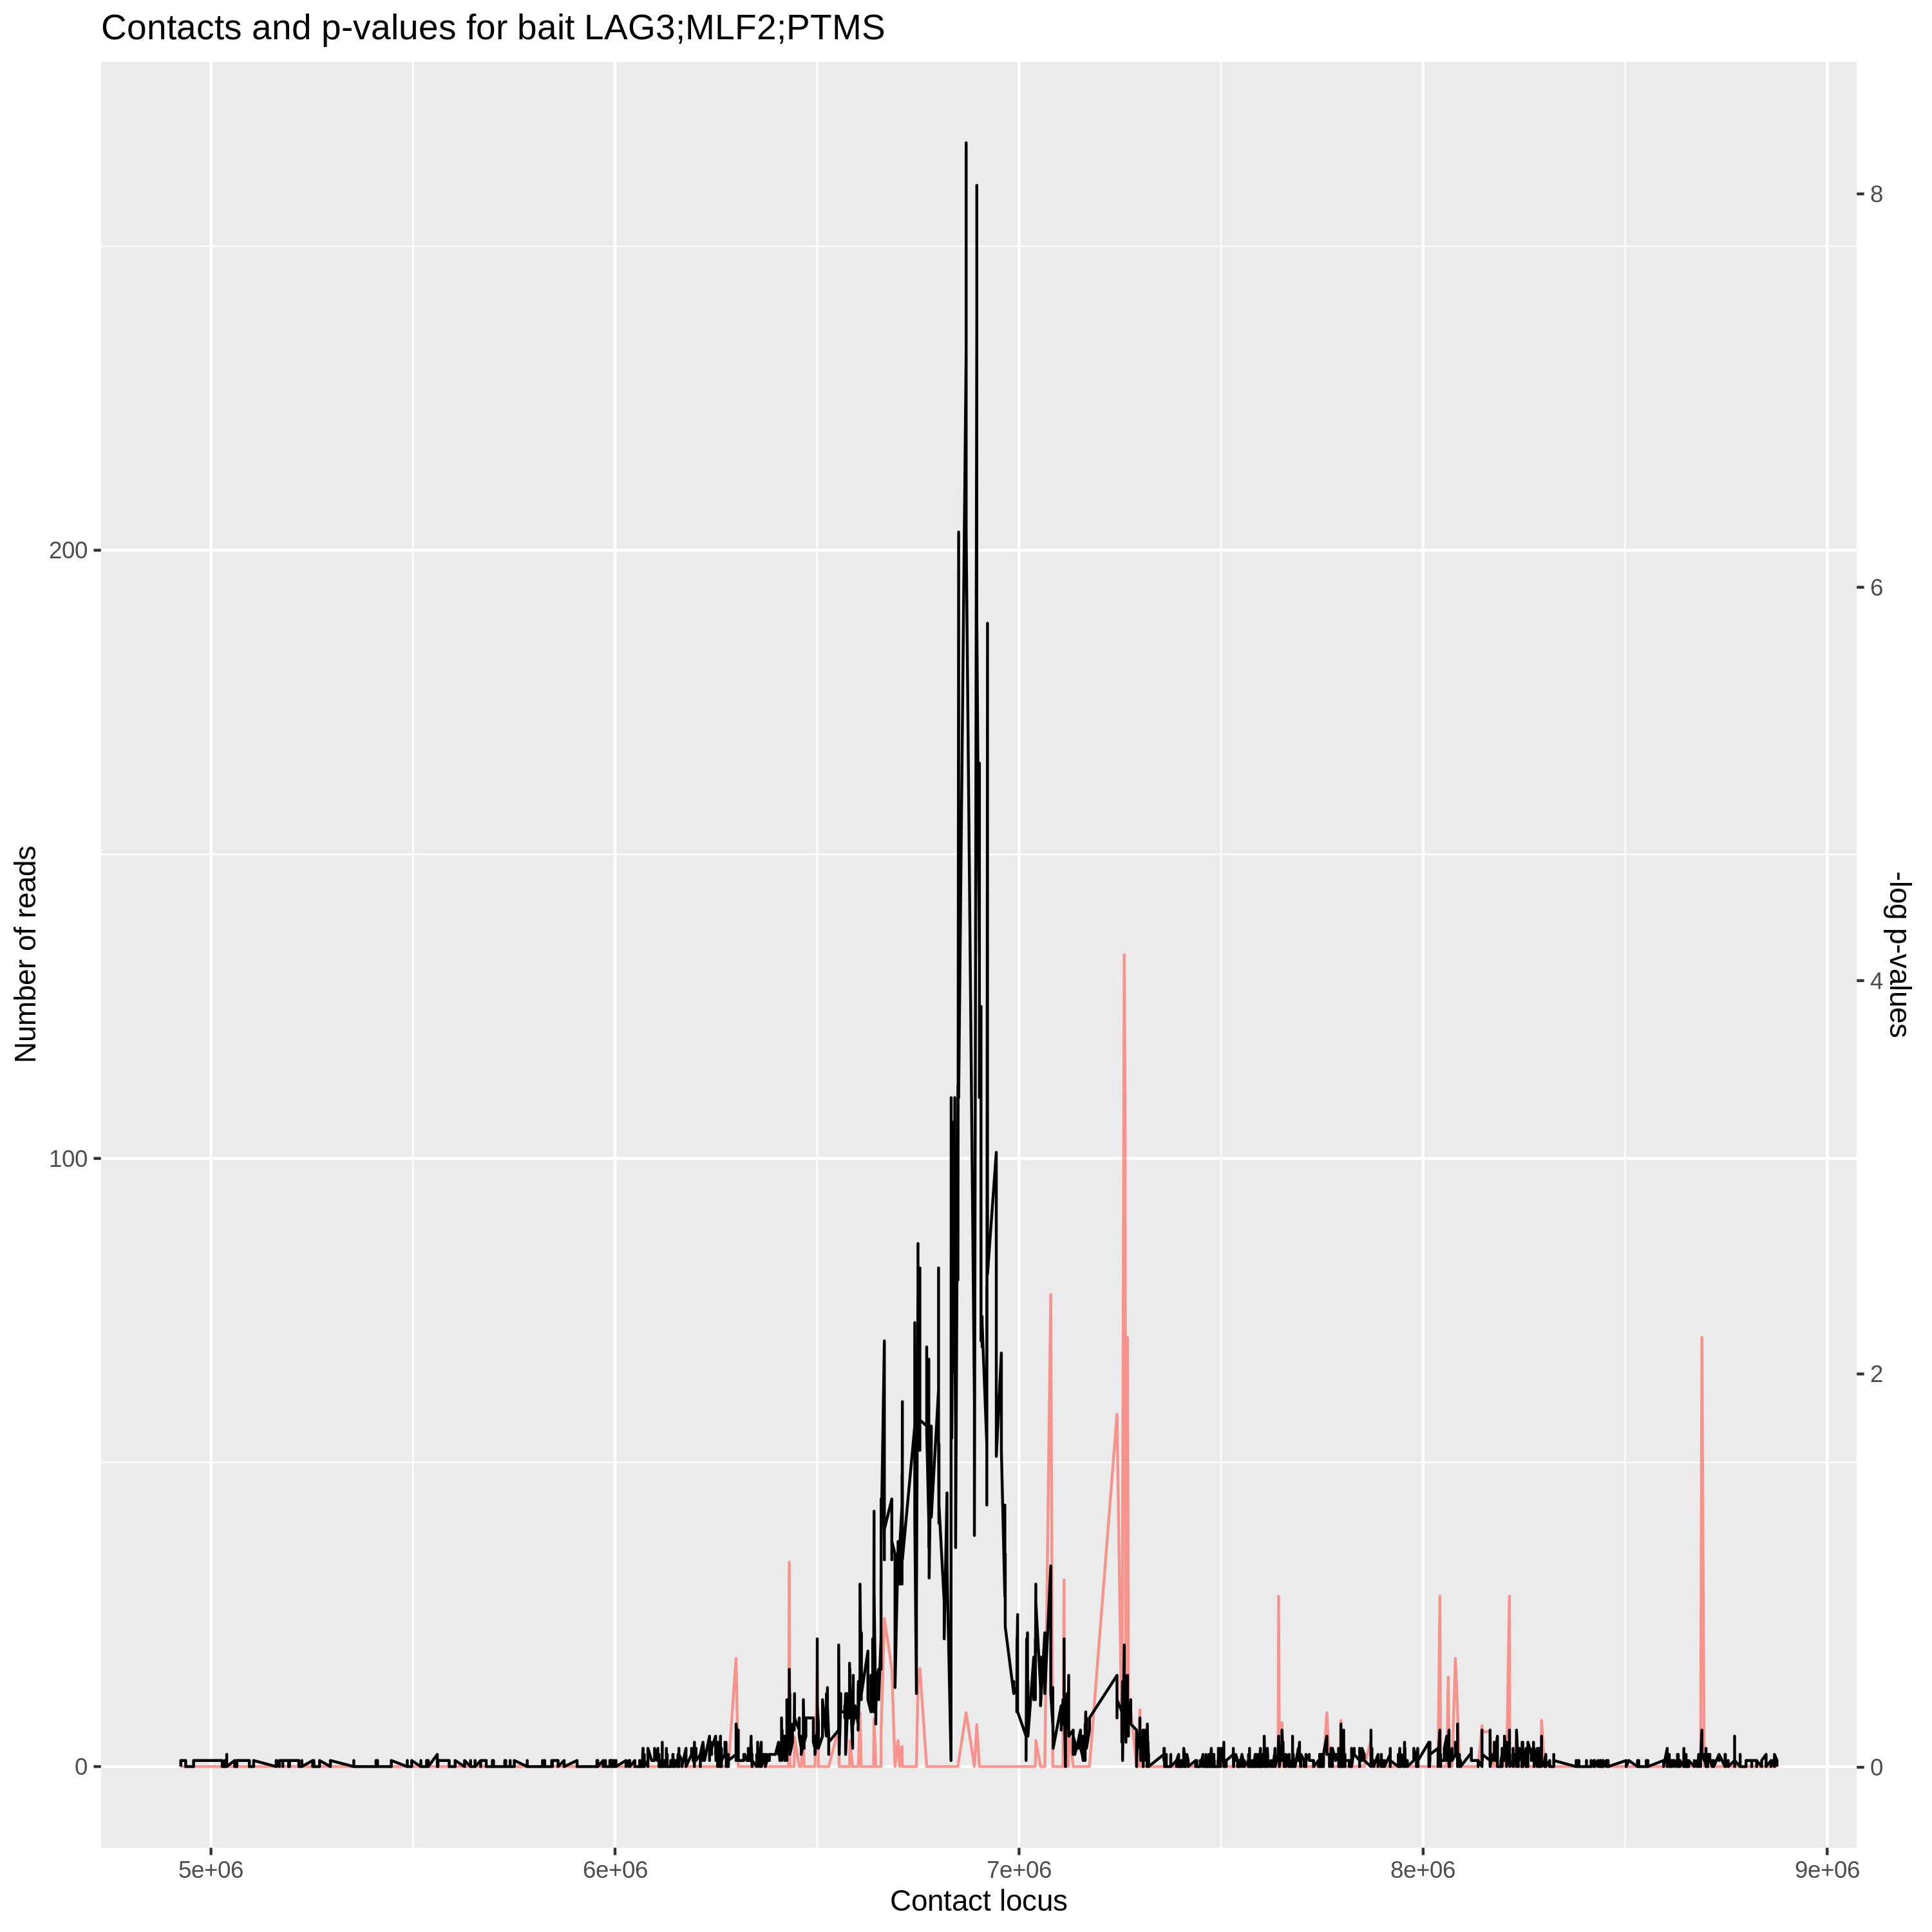 Contacts and p-values for bait LAG3;MLF2;PTMS
Number of reads
200
100
0
8
6
4
2
0
-log p-values
5e+06 6e+06 7e+06 8e+06 9e+06
Contact locus